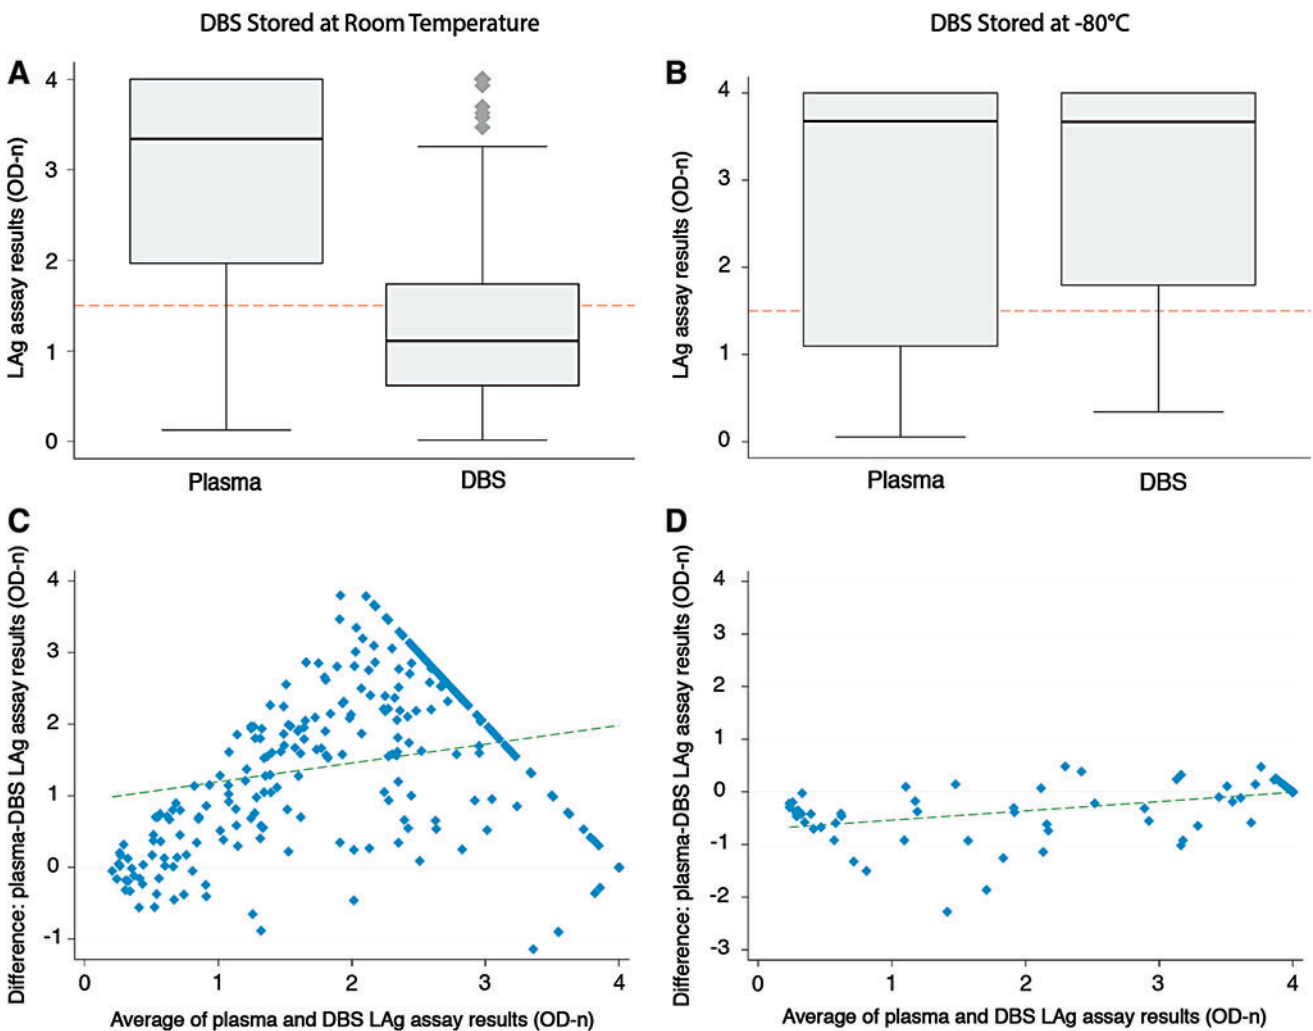 DBS Stored at Room Temperature
DBS Stored at -80°C
A
LAg assay results (OD-n)
4
3
2
1
0
Plasma
DBS
B
LAg assay results (OD-n)
4
3
2
1
0
Plasma
DBS
C
Difference: plasma-DBS LAg assay results (OD-n)
4
3
2
1
0
-1
0
1
2
3
4
Average of plasma and DBS LAg assay results (OD-n)
D
Difference: plasma-DBS LAg assay results (OD-n)
4
3
2
1
0
-1
-2
-3
0
1
2
3
4
Average of plasma and DBS LAg assay results (OD-n)